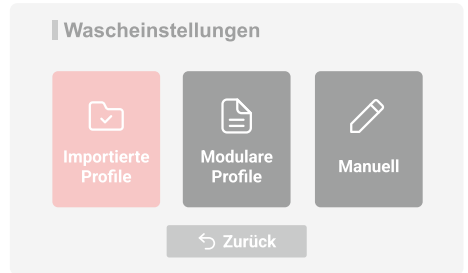 Wascheinstellungen
Importierte
Profile
Modulare
Profile
Manuell
Zurück